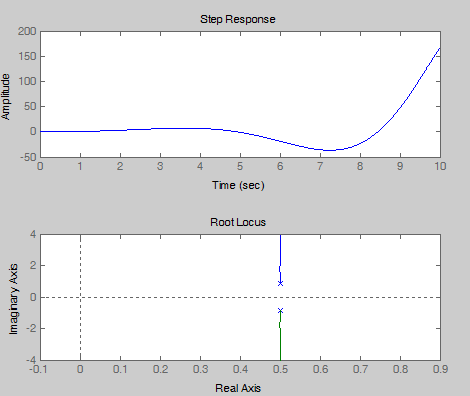 Step Response
200
150
100
50
0
-50
Amplitude
0 1 2 3 4 5 6 7 8 9 10
Time (sec)
Root Locus
4
2
0
-2
-4
Imaginary Axis
-0.1 0 0.1 0.2 0.3 0.4 0.5 0.6 0.7 0.8 0.9
Real Axis